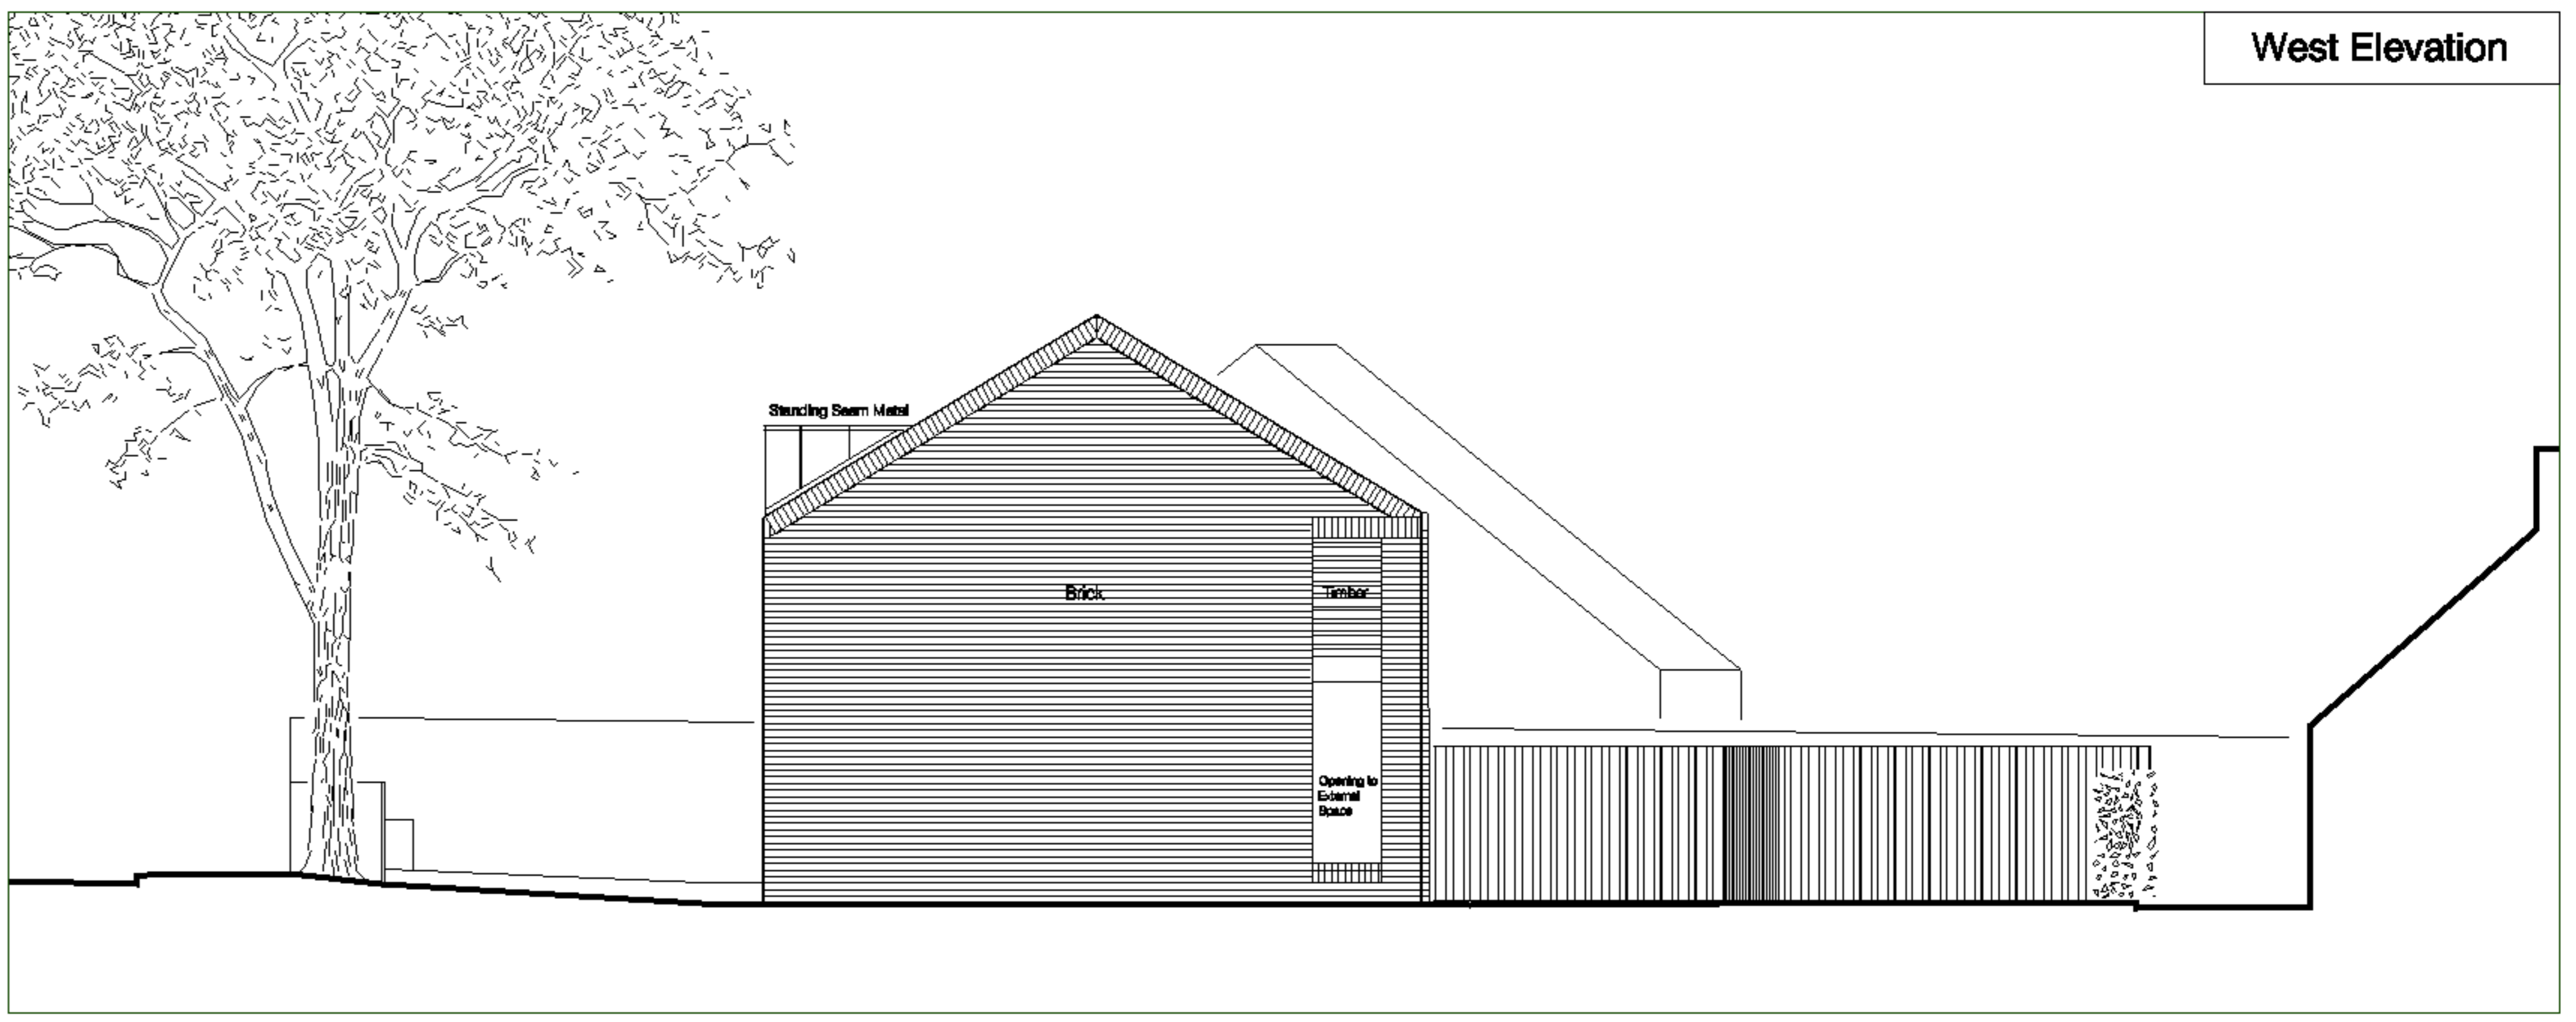 West Elevation
Standing Seam Metal
Brick
Timber
Opening to
External
Space